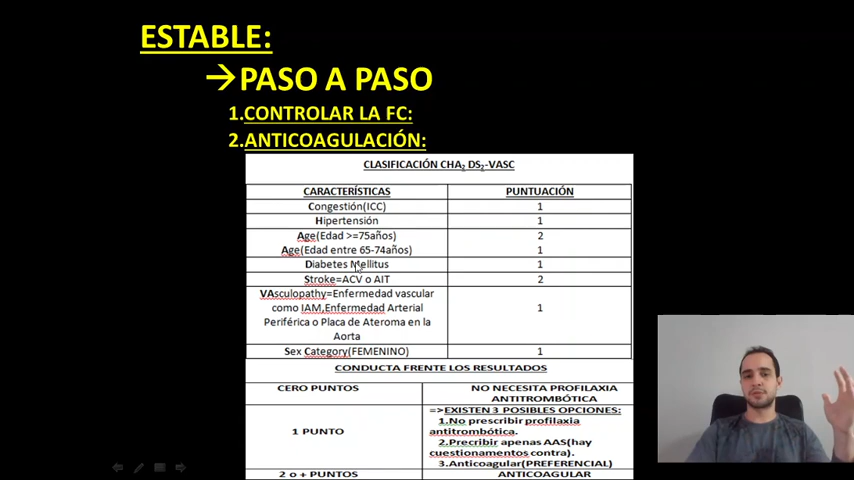 ESTABLE:
→PASO A PASO
1.CONTROLAR LA FC:
2.ANTICOAGULACIÓN:
CLASIFICACIÓN CHA2 DS2-VASC
CARACTERÍSTICAS PUNTUACIÓN
Congestión(ICC) 1
Hipertensión 1
Age(Edad >=75años) 2
Age(Edad entre 65-74años) 1
Diabetes Mellitus 1
Stroke=ACV o AIT 2
VAsculopathy=Enfermedad vascular
como IAM,Enfermedad Arterial
Periférica o Placa de Ateroma en la
Aorta 1
Sex Category(FEMENINO) 1
CONDUCTA FRENTE LOS RESULTADOS
CERO PUNTOS NO NECESITA PROFILAXIA
ANTITROMBÓTICA
1 PUNTO =>EXISTEN 3 POSIBLES OPCIONES:
1.No prescribir profilaxia
antitrombótica.
2.Precribir apenas AAS(hay
cuestionamentos contra).
3.Anticoagular(PREFERENCIAL)
2 o + PUNTOS ANTICOAGULAR